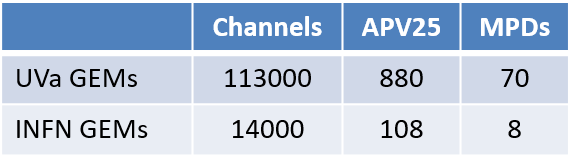 Channels APV25 MPDs
UVa GEMs 113000 880 70
INFN GEMs 14000 108 8